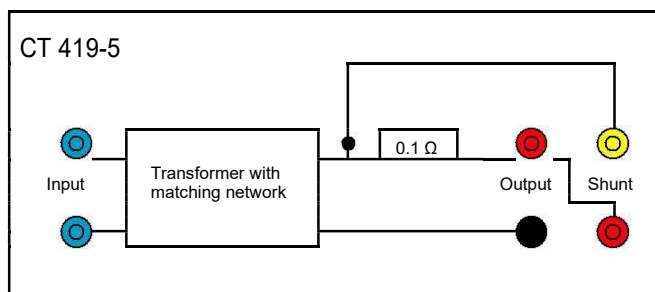 CT 419-5
0.1 Ω
Transformer with
matching network
Input
Output
Shunt